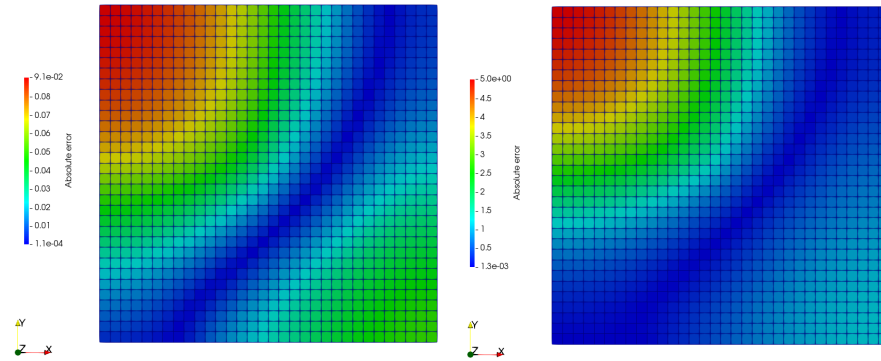 9.1e-02
0.08
0.07
0.06
0.05
0.04
0.03
0.02
0.01
1.1e-04
Absolute error
Y
Z
X
5.0e+00
4.5
4
3.5
3
2.5
2
1.5
1
0.5
1.3e-03
Absolute error
Y
Z
X